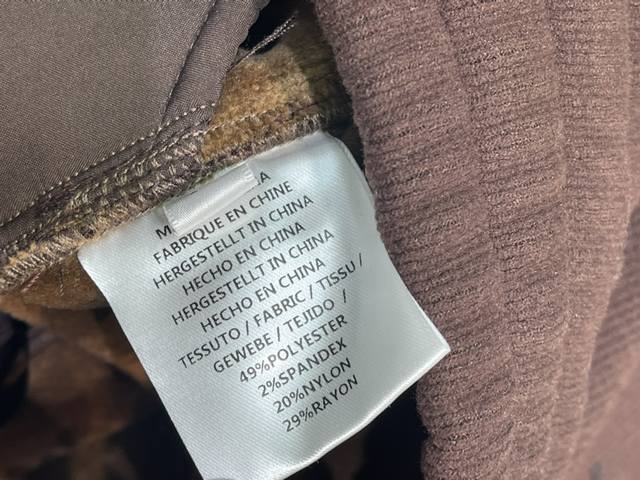 FABRIQUE EN CHINE
HERGESTELLT IN CHINA
HECHO EN CHINA
HERGESTELLT IN CHINA
HECHO EN CHINA
TESSUTO / FABRIC / TISSU /
GEWEBE / TEJIDO /
49%POLYESTER
2%SPANDEX
20%NYLON
29%RAYON